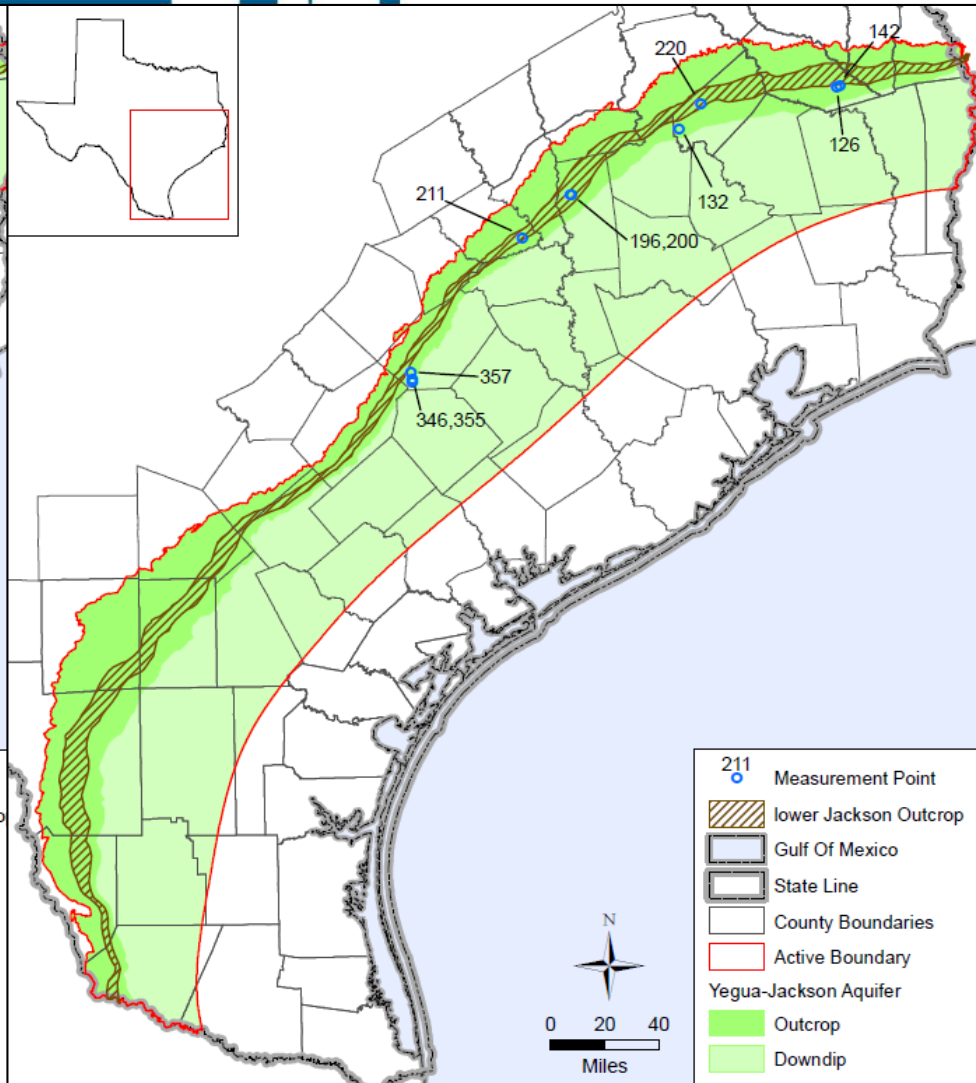 142
220
126
132
211
196,200
357
346,355
N
0 20 40
Miles
211
Measurement Point
lower Jackson Outcrop
Gulf Of Mexico
State Line
County Boundaries
Active Boundary
Yegua-Jackson Aquifer
Outcrop
Downdip